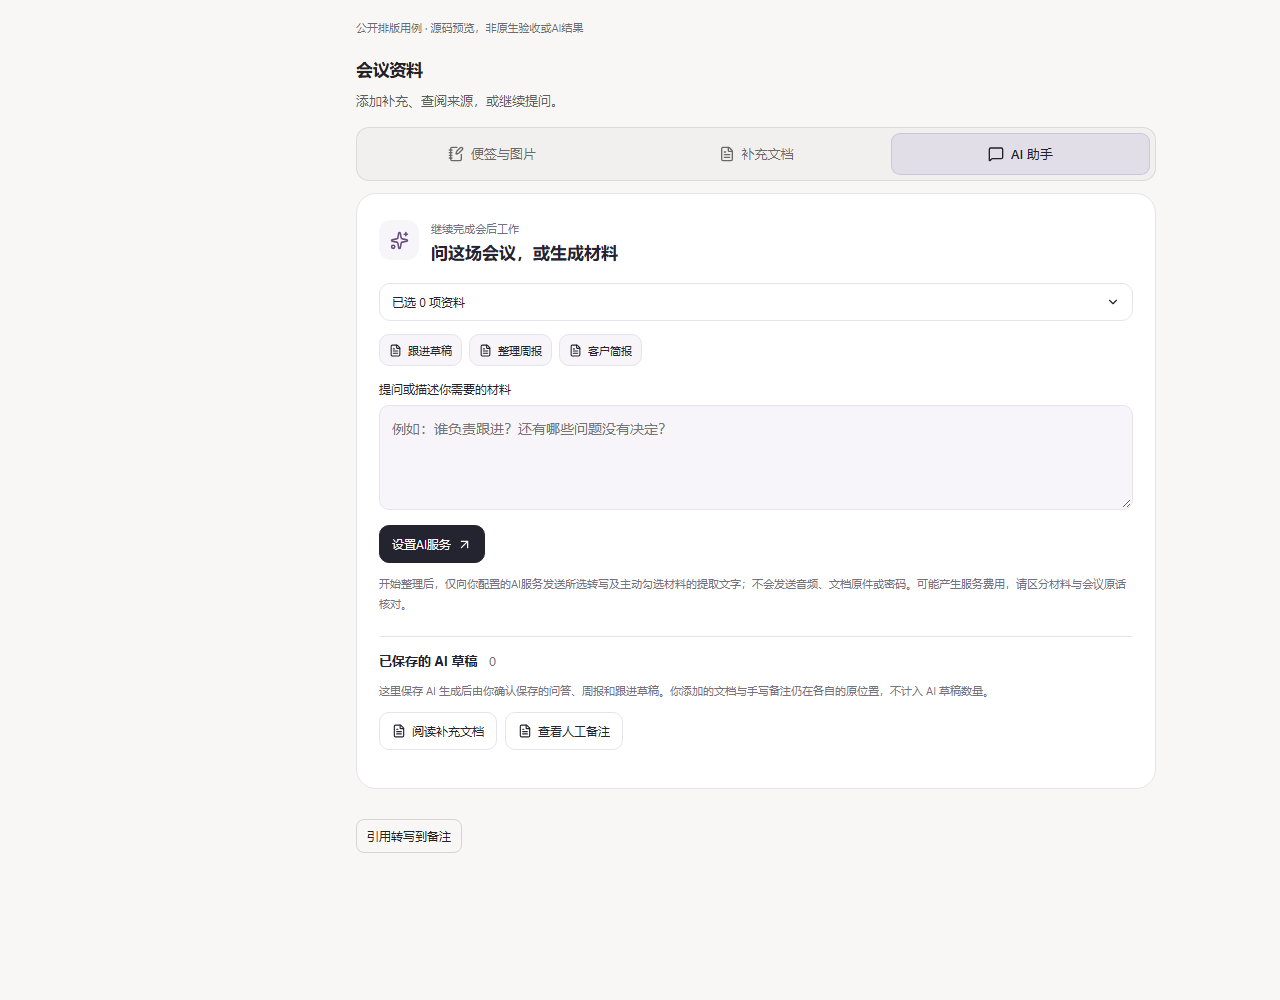 公开排版用例 · 源码预览，非原生验收或AI结果
会议资料
添加补充、查阅来源，或继续提问。
便签与图片
补充文档
AI 助手
继续完成会后工作
问这场会议，或生成材料
已选 0 项资料
跟进草稿
整理周报
客户简报
提问或描述你需要的材料
例如：谁负责跟进？还有哪些问题没有决定？
设置AI服务
开始整理后，仅向你配置的AI服务发送所选转写及主动勾选材料的提取文字；不会发送音频、文档原件或密码。可能产生服务费用，请区分材料与会议原话
核对。
已保存的 AI 草稿 0
这里保存 AI 生成后由你确认保存的问答、周报和跟进草稿。你添加的文档与手写备注仍在各自的原位置，不计入 AI 草稿数量。
阅读补充文档
查看人工备注
引用转写到备注